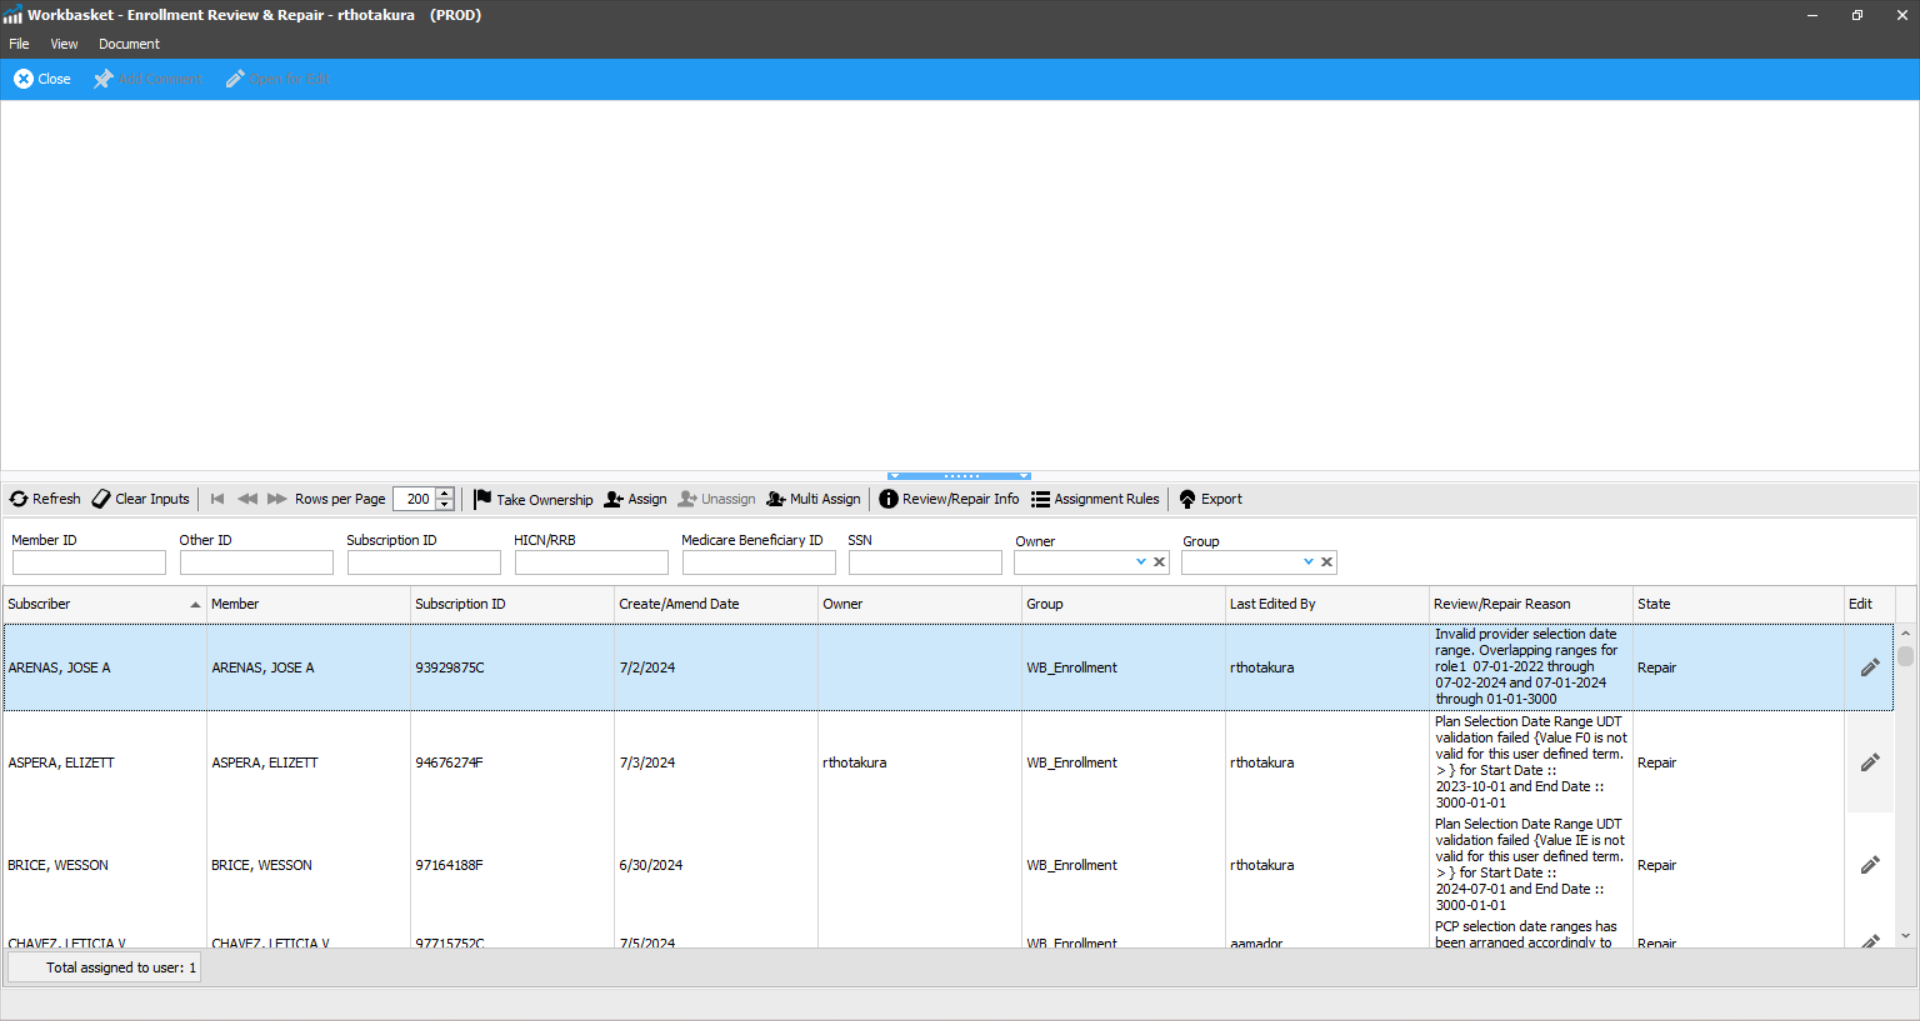 Workbasket - Enrollment Review & Repair - rthotakura (PROD)
File View Document
Close Add Comment Open for Edit
Refresh Clear Inputs Rows per Page 200 Take Ownership Assign Unassign Multi Assign Review/Repair Info Assignment Rules Export
Member ID Other ID Subscription ID HICN/RRB Medicare Beneficiary ID SSN Owner Group
Subscriber Member Subscription ID Create/Amend Date Owner Group Last Edited By Review/Repair Reason State Edit
ARENAS, JOSE A ARENAS, JOSE A 93929875C 7/2/2024 WB_Enrollment rthotakura
Invalid provider selection date
range. Overlapping ranges for
role1 07-01-2022 through
07-02-2024 and 07-01-2024
through 01-01-3000
Repair
ASPERA, ELIZETT ASPERA, ELIZETT 94676274F 7/3/2024 rthotakura WB_Enrollment rthotakura
Plan Selection Date Range UDT
validation failed {Value F0 is not
valid for this user defined term.
> } for Start Date ::
2023-10-01 and End Date ::
3000-01-01
Repair
BRICE, WESSON BRICE, WESSON 97164188F 6/30/2024 WB_Enrollment rthotakura
Plan Selection Date Range UDT
validation failed {Value IE is not
valid for this user defined term.
> } for Start Date ::
2024-07-01 and End Date ::
3000-01-01
Repair
CHAVEZ, LETICIA V CHAVEZ, LETICIA V 97715752C 7/5/2024 WB_Enrollment aamador
PCP selection date ranges has
been arranged accordingly to
Repair
Total assigned to user: 1